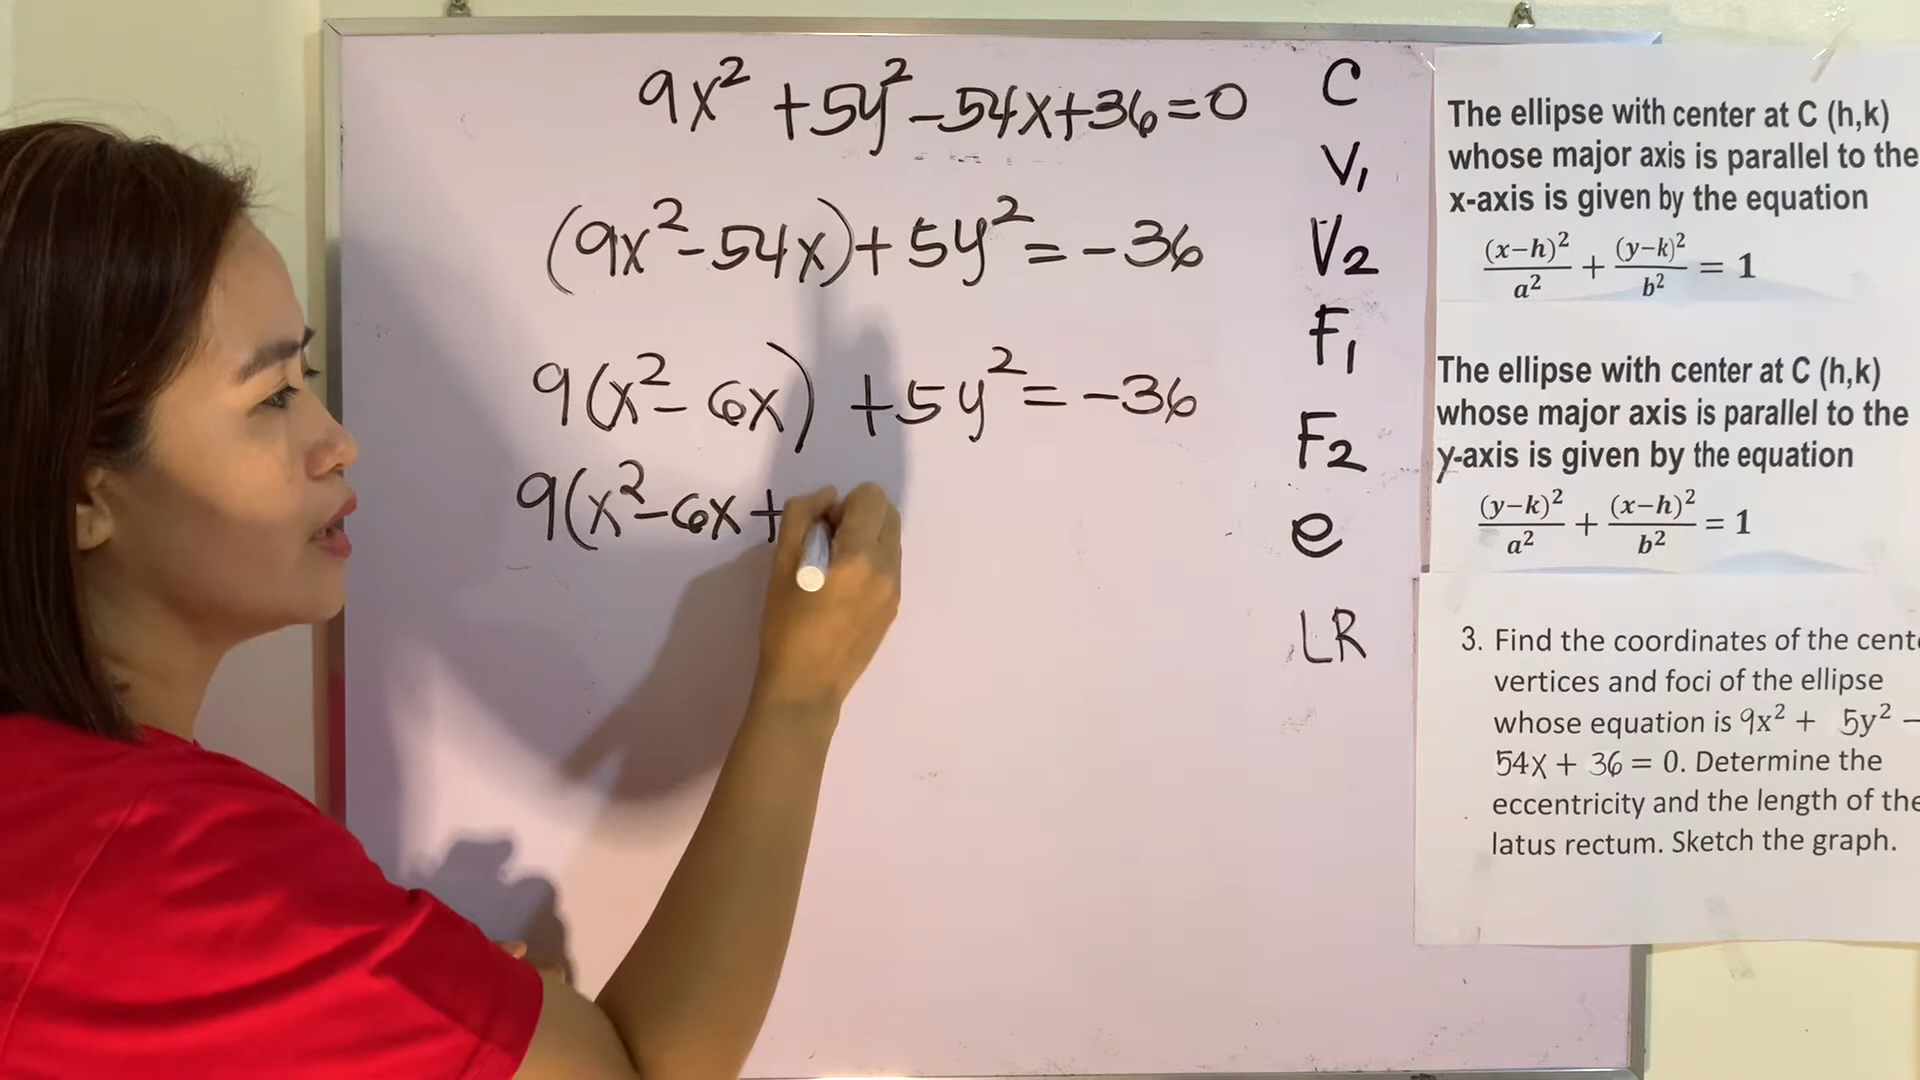 9x² + 5y² - 54x + 36 = 0
(9x² - 54x) + 5y² = -36
9(x² - 6x) + 5y² = -36
9(x² - 6x +
C
V₁
V₂
F₁
F₂
e
LR
The ellipse with center at C (h,k)
whose major axis is parallel to the
x-axis is given by the equation
(x−h)²/a² + (y−k)²/b² = 1
The ellipse with center at C (h,k)
whose major axis is parallel to the
y-axis is given by the equation
(y−k)²/a² + (x−h)²/b² = 1
3. Find the coordinates of the cent
vertices and foci of the ellipse
whose equation is 9x² + 5y² −
54x + 36 = 0. Determine the
eccentricity and the length of the
latus rectum. Sketch the graph.